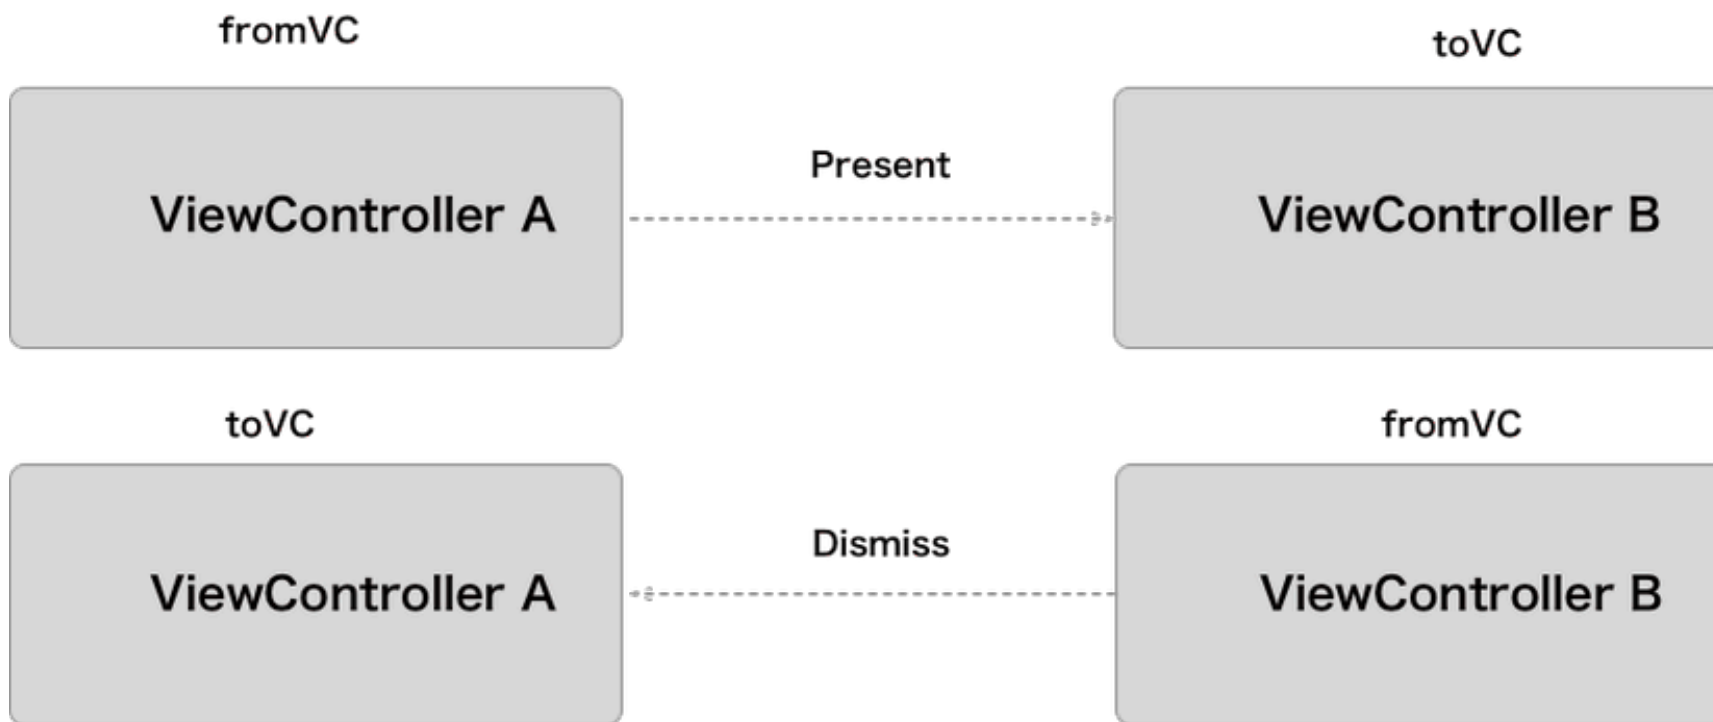 fromVC
toVC
Present
ViewController A
ViewController B
toVC
fromVC
Dismiss
ViewController A
ViewController B